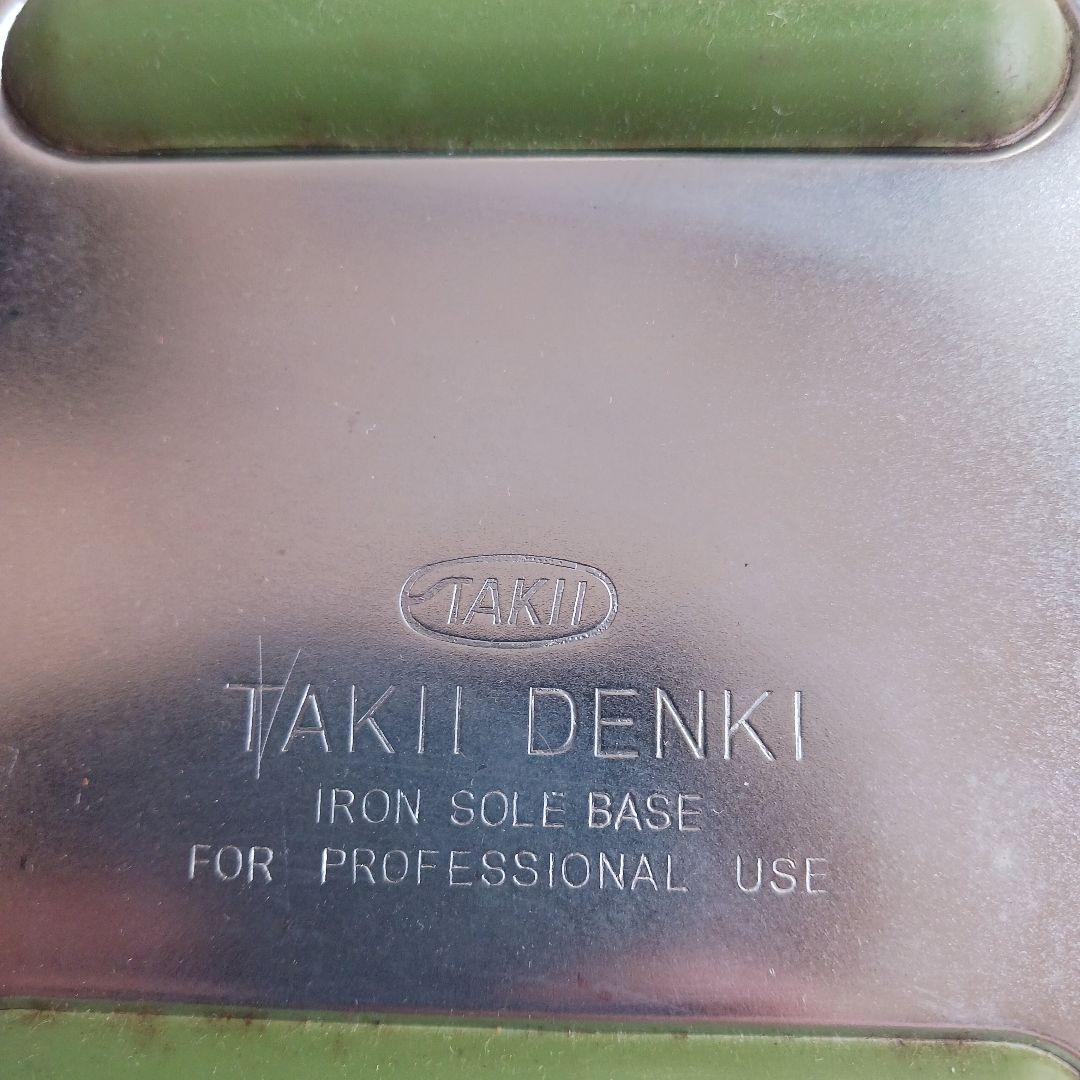 TAKII
TAKII DENKI
IRON SOLE BASE
FOR PROFESSIONAL USE